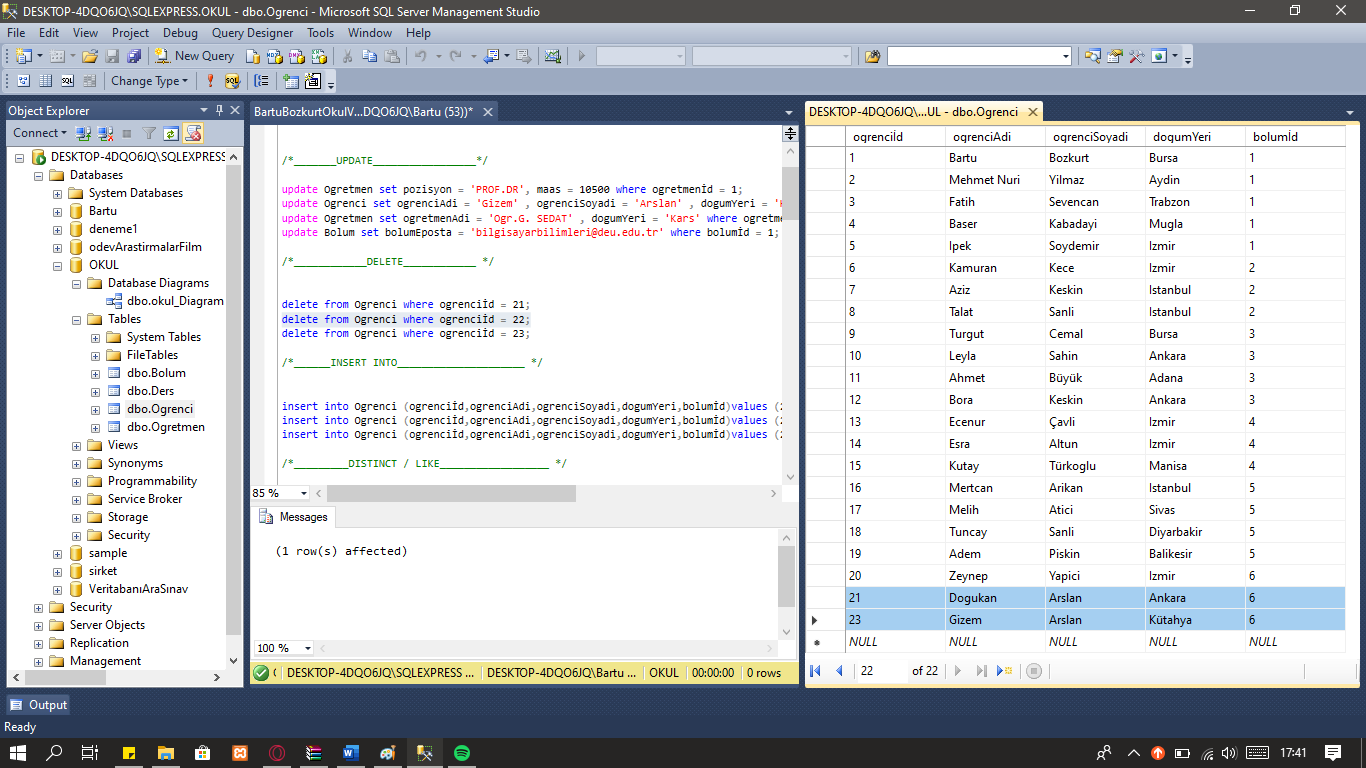 DESKTOP-4DQO6JQ\SQLEXPRESS.OKUL - dbo.Ogrenci - Microsoft SQL Server Management Studio
File Edit View Project Debug Query Designer Tools Window Help
New Query
Change Type
Object Explorer
Connect
DESKTOP-4DQO6JQ\SQLEXPRESS
Databases
System Databases
Bartu
deneme1
odevArastirmalarFilm
OKUL
Database Diagrams
dbo.okul_Diagram
Tables
System Tables
FileTables
dbo.Bolum
dbo.Ders
dbo.Ogrenci
dbo.Ogretmen
Views
Synonyms
Programmability
Service Broker
Storage
Security
sample
sirket
VeritabanıAraSınav
Security
Server Objects
Replication
Management
BartuBozkurtOkulV...DQO6JQ\Bartu (53))*
/*_______UPDATE_________________*/
update Ogretmen set pozisyon = 'PROF.DR', maas = 10500 where ogretmenİd = 1;
update Ogrenci set ogrenciAdi = 'Gizem' , ogrenciSoyadi = 'Arslan' , dogumYeri =
update Ogretmen set ogretmenAdi = 'Ogr.G. SEDAT' , dogumYeri = 'Kars' where ogretme
update Bolum set bolumEposta = 'bilgisayarbilimleri@deu.edu.tr' where bolumİd = 1;
/*____________DELETE____________ */
delete from Ogrenci where ogrenciİd = 21;
delete from Ogrenci where ogrenciİd = 22;
delete from Ogrenci where ogrenciİd = 23;
/*______INSERT INTO_____________________ */
insert into Ogrenci (ogrenciİd,ogrenciAdi,ogrenciSoyadi,dogumYeri,bolumİd)values (2
insert into Ogrenci (ogrenciİd,ogrenciAdi,ogrenciSoyadi,dogumYeri,bolumİd)values (2
insert into Ogrenci (ogrenciİd,ogrenciAdi,ogrenciSoyadi,dogumYeri,bolumİd)values (2
/*_________DISTINCT / LIKE__________________ */
85 %
Messages
(1 row(s) affected)
100 %
DESKTOP-4DQO6JQ\SQLEXPRESS ... DESKTOP-4DQO6JQ\Bartu ... OKUL 00:00:00 0 rows
DESKTOP-4DQO6JQ\...UL - dbo.Ogrenci
ogrenciİd ogrenciAdi ogrenciSoyadi dogumYeri bolumİd
1 Bartu Bozkurt Bursa 1
2 Mehmet Nuri Yilmaz Aydin 1
3 Fatih Sevencan Trabzon 1
4 Baser Kabadayi Mugla 1
5 Ipek Soydemir Izmir 1
6 Kamuran Kece Izmir 2
7 Aziz Keskin Istanbul 2
8 Talat Sanli Istanbul 2
9 Turgut Cemal Bursa 3
10 Leyla Sahin Ankara 3
11 Ahmet Büyük Adana 3
12 Bora Keskin Ankara 3
13 Ecenur Çavli Izmir 4
14 Esra Altun Izmir 4
15 Kutay Türkoglu Manisa 4
16 Mertcan Arikan Istanbul 5
17 Melih Atici Sivas 5
18 Tuncay Sanli Diyarbakir 5
19 Adem Piskin Balikesir 5
20 Zeynep Yapici Izmir 6
21 Dogukan Arslan Ankara 6
23 Gizem Arslan Kütahya 6
NULL NULL NULL NULL NULL
22 of 22
Output
Ready
17:41